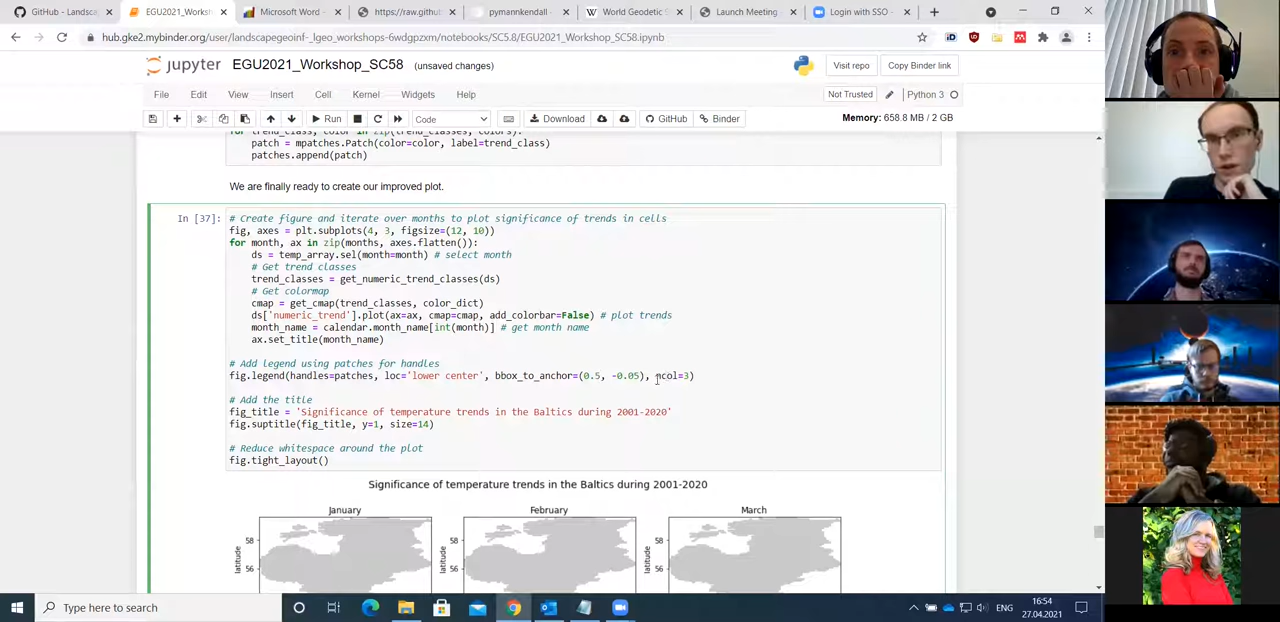 GitHub - Landsca
EGU2021_Worksh
Microsoft Word -
https://raw.github
pymannkendall
World Geodetic S
Launch Meeting
Login with SSO -
hub.gke2.mybinder.org/user/landscapegeoinf-_lgeo_workshops-6wdgpzxm/notebooks/SC5.8/EGU2021_Workshop_SC58.ipynb
jupyter EGU2021_Workshop_SC58 (unsaved changes)
Visit repo Copy Binder link
File Edit View Insert Cell Kernel Widgets Help
Not Trusted Python 3
Run Code Download GitHub Binder Memory: 658.8 MB / 2 GB
for trend_class, color in zip(trend_classes, colors):
patch = mpatches.Patch(color=color, label=trend_class)
patches.append(patch)
We are finally ready to create our improved plot.
In [37]: # Create figure and iterate over months to plot significance of trends in cells
fig, axes = plt.subplots(4, 3, figsize=(12, 10))
for month, ax in zip(months, axes.flatten()):
ds = temp_array.sel(month=month) # select month
# Get trend classes
trend_classes = get_numeric_trend_classes(ds)
# Get colormap
cmap = get_cmap(trend_classes, color_dict)
ds['numeric_trend'].plot(ax=ax, cmap=cmap, add_colorbar=False) # plot trends
month_name = calendar.month_name[int(month)] # get month name
ax.set_title(month_name)
# Add legend using patches for handles
fig.legend(handles=patches, loc='lower center', bbox_to_anchor=(0.5, -0.05), ncol=3)
# Add the title
fig_title = 'Significance of temperature trends in the Baltics during 2001-2020'
fig.suptitle(fig_title, y=1, size=14)
# Reduce whitespace around the plot
fig.tight_layout()
Significance of temperature trends in the Baltics during 2001-2020
January February March
58 58 58
latitude latitude latitude
56 56 56
Type here to search
ENG
16:54
27.04.2021